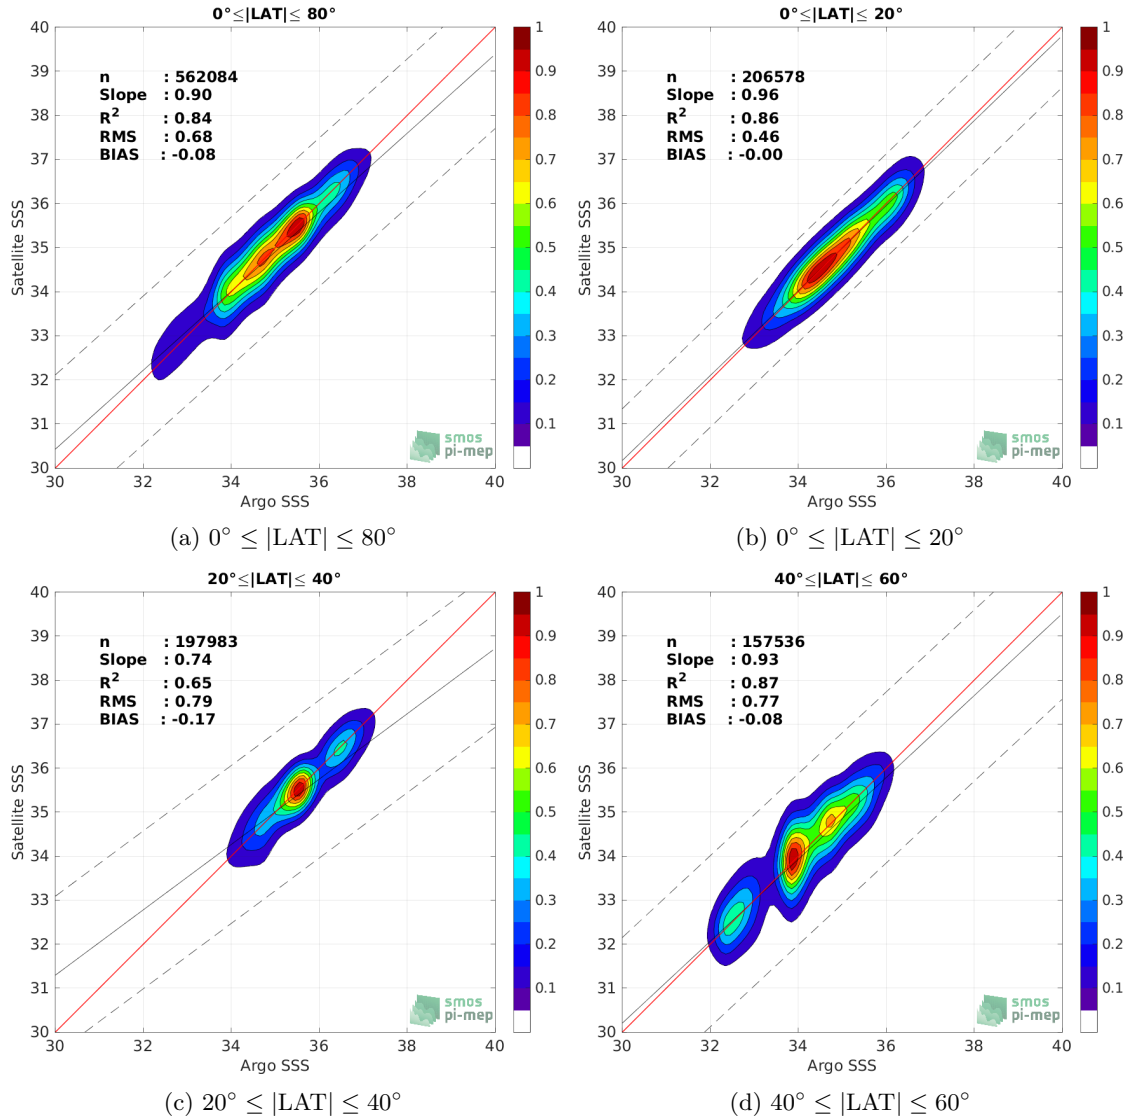 0°≤|LAT|≤ 80°
40
39
38
37
36
35
34
33
32
31
30
Satellite SSS
n : 562084
Slope : 0.90
R² : 0.84
RMS : 0.68
BIAS : -0.08
smos
pi-mep
30 32 34 36 38 40
Argo SSS
1
0.9
0.8
0.7
0.6
0.5
0.4
0.3
0.2
0.1
(a) 0° ≤ |LAT| ≤ 80°
0°≤|LAT|≤ 20°
40
39
38
37
36
35
34
33
32
31
30
Satellite SSS
n : 206578
Slope : 0.96
R² : 0.86
RMS : 0.46
BIAS : -0.00
smos
pi-mep
30 32 34 36 38 40
Argo SSS
1
0.9
0.8
0.7
0.6
0.5
0.4
0.3
0.2
0.1
(b) 0° ≤ |LAT| ≤ 20°
20°≤|LAT|≤ 40°
40
39
38
37
36
35
34
33
32
31
30
Satellite SSS
n : 197983
Slope : 0.74
R² : 0.65
RMS : 0.79
BIAS : -0.17
smos
pi-mep
30 32 34 36 38 40
Argo SSS
1
0.9
0.8
0.7
0.6
0.5
0.4
0.3
0.2
0.1
(c) 20° ≤ |LAT| ≤ 40°
40°≤|LAT|≤ 60°
40
39
38
37
36
35
34
33
32
31
30
Satellite SSS
n : 157536
Slope : 0.93
R² : 0.87
RMS : 0.77
BIAS : -0.08
smos
pi-mep
30 32 34 36 38 40
Argo SSS
1
0.9
0.8
0.7
0.6
0.5
0.4
0.3
0.2
0.1
(d) 40° ≤ |LAT| ≤ 60°